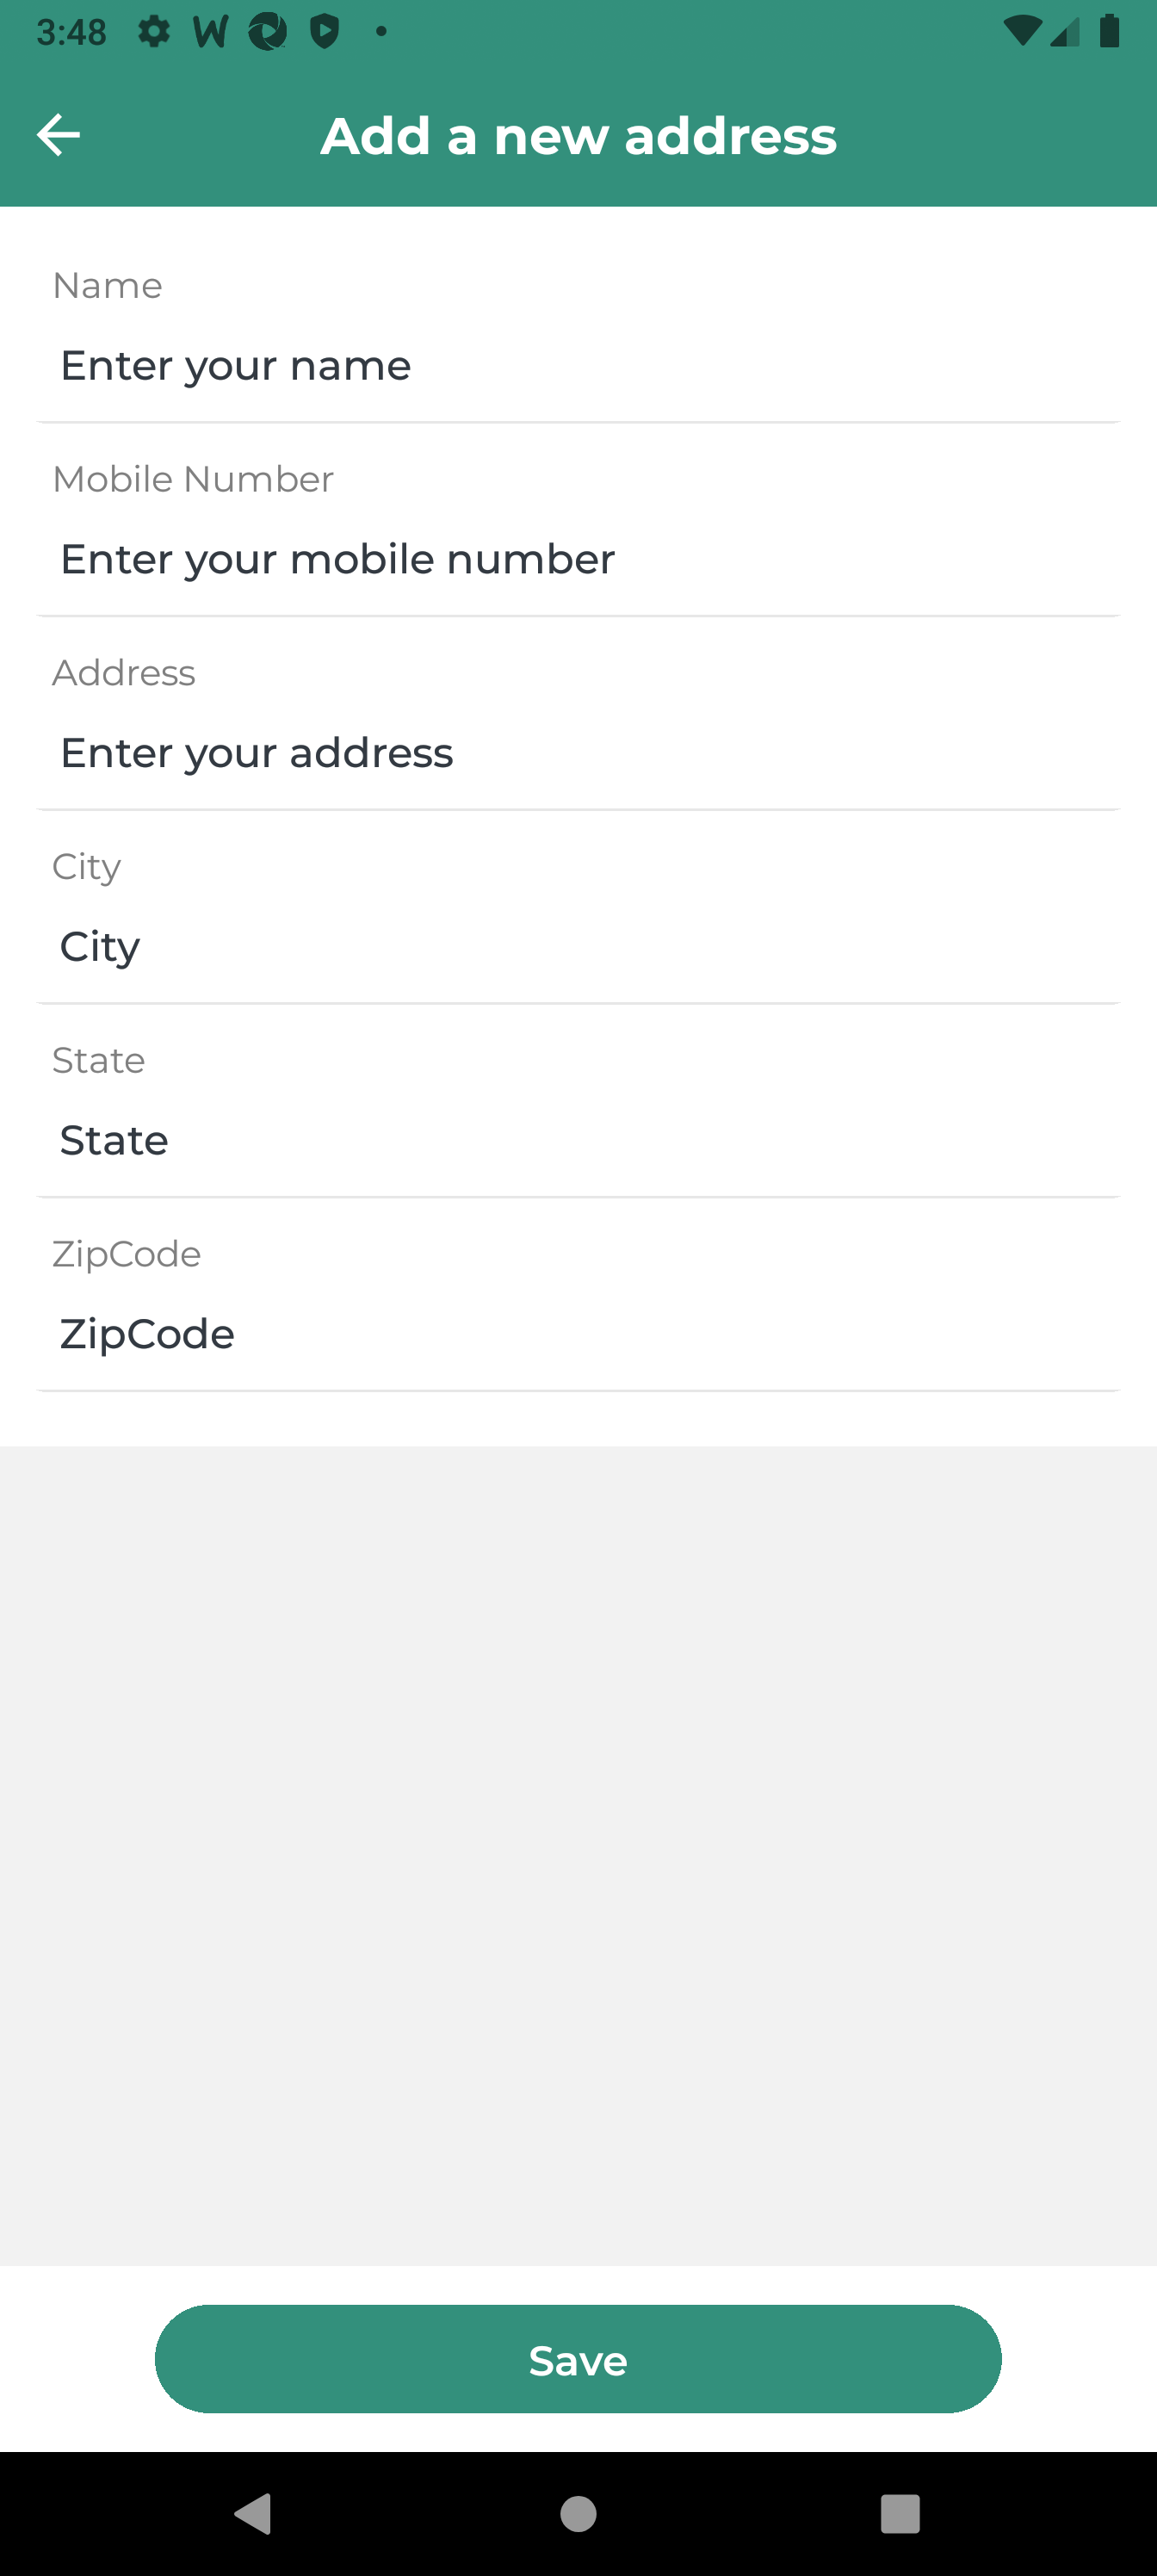 3:48
Add a new address
Name
Enter your name
Mobile Number
Enter your mobile number
Address
Enter your address
City
City
State
State
ZipCode
ZipCode
Save